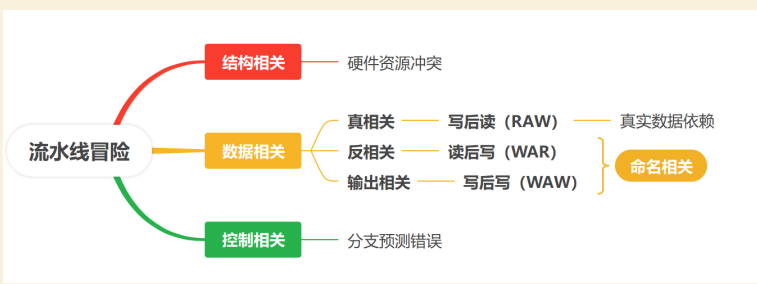 流水线冒险
结构相关
硬件资源冲突
数据相关
真相关
写后读（RAW）
真实数据依赖
反相关
读后写（WAR）
输出相关
写后写（WAW）
命名相关
控制相关
分支预测错误